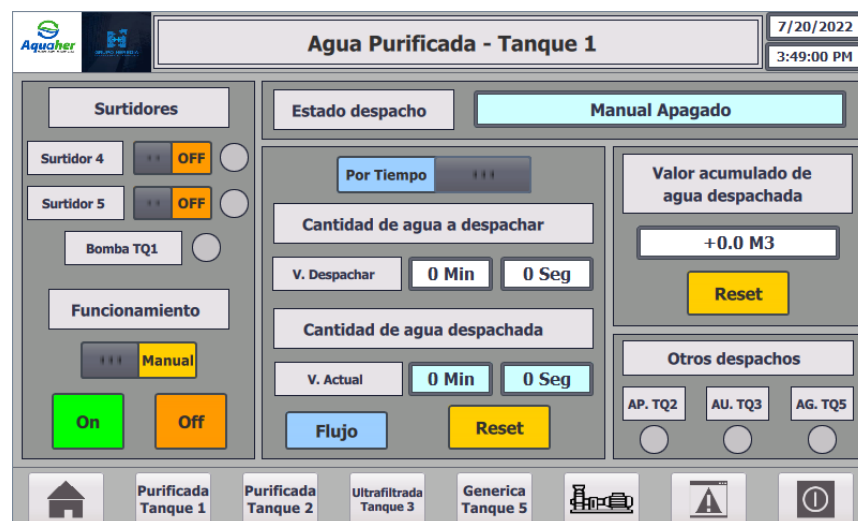 Aquaher
Agua Purificada - Tanque 1
7/20/2022
3:49:00 PM
Surtidores
Surtidor 4
OFF
Surtidor 5
OFF
Bomba TQ1
Funcionamiento
Manual
On
Off
Estado despacho
Manual Apagado
Por Tiempo
Cantidad de agua a despachar
V. Despachar
0 Min
0 Seg
Cantidad de agua despachada
V. Actual
0 Min
0 Seg
Flujo
Reset
Valor acumulado de
agua despachada
+0.0 M3
Reset
Otros despachos
AP. TQ2
AU. TQ3
AG. TQ5
Purificada
Tanque 1
Purificada
Tanque 2
Ultrafiltrada
Tanque 3
Generica
Tanque 5